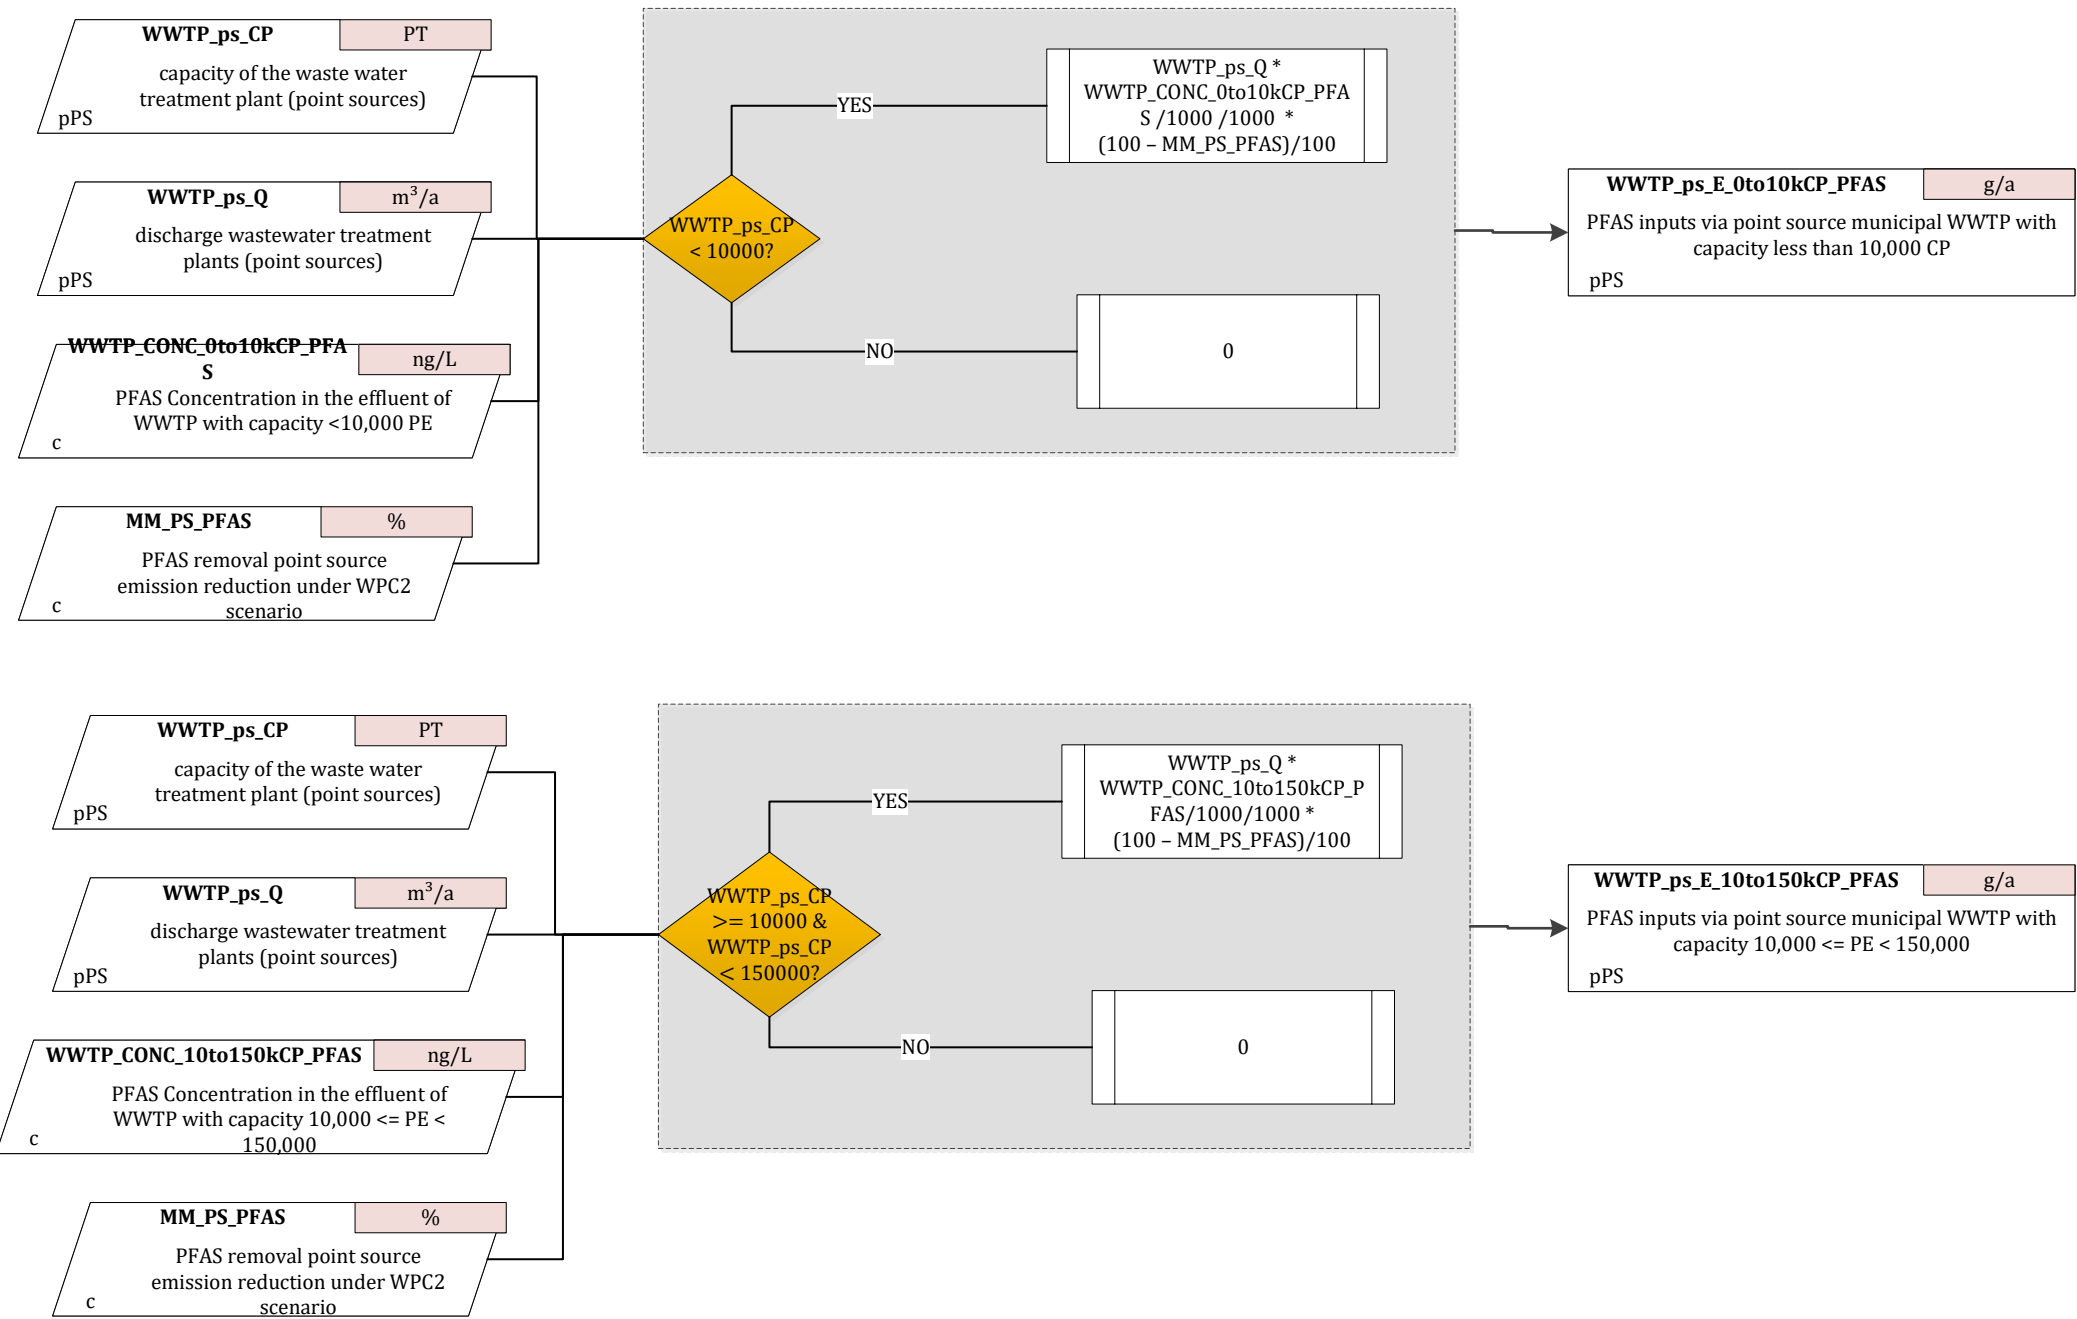 WWTP_ps_CP
PT
capacity of the waste water
treatment plant (point sources)
pPS
WWTP_ps_Q
m³/a
discharge wastewater treatment
plants (point sources)
pPS
WWTP_CONC_0to10kCP_PFA
S
ng/L
PFAS Concentration in the effluent of
WWTP with capacity <10,000 PE
c
MM_PS_PFAS
%
PFAS removal point source
emission reduction under WPC2
scenario
c
WWTP_ps_CP
< 10000?
YES
WWTP_ps_Q *
WWTP_CONC_0to10kCP_PFA
S /1000 /1000 *
(100 – MM_PS_PFAS)/100
NO
0
WWTP_ps_E_0to10kCP_PFAS
g/a
PFAS inputs via point source municipal WWTP with
capacity less than 10,000 CP
pPS
WWTP_ps_CP
PT
capacity of the waste water
treatment plant (point sources)
pPS
WWTP_ps_Q
m³/a
discharge wastewater treatment
plants (point sources)
pPS
WWTP_CONC_10to150kCP_PFAS
ng/L
PFAS Concentration in the effluent of
WWTP with capacity 10,000 <= PE <
150,000
c
MM_PS_PFAS
%
PFAS removal point source
emission reduction under WPC2
scenario
c
WWTP_ps_CP
>= 10000 &
WWTP_ps_CP
< 150000?
YES
WWTP_ps_Q *
WWTP_CONC_10to150kCP_P
FAS/1000/1000 *
(100 – MM_PS_PFAS)/100
NO
0
WWTP_ps_E_10to150kCP_PFAS
g/a
PFAS inputs via point source municipal WWTP with
capacity 10,000 <= PE < 150,000
pPS